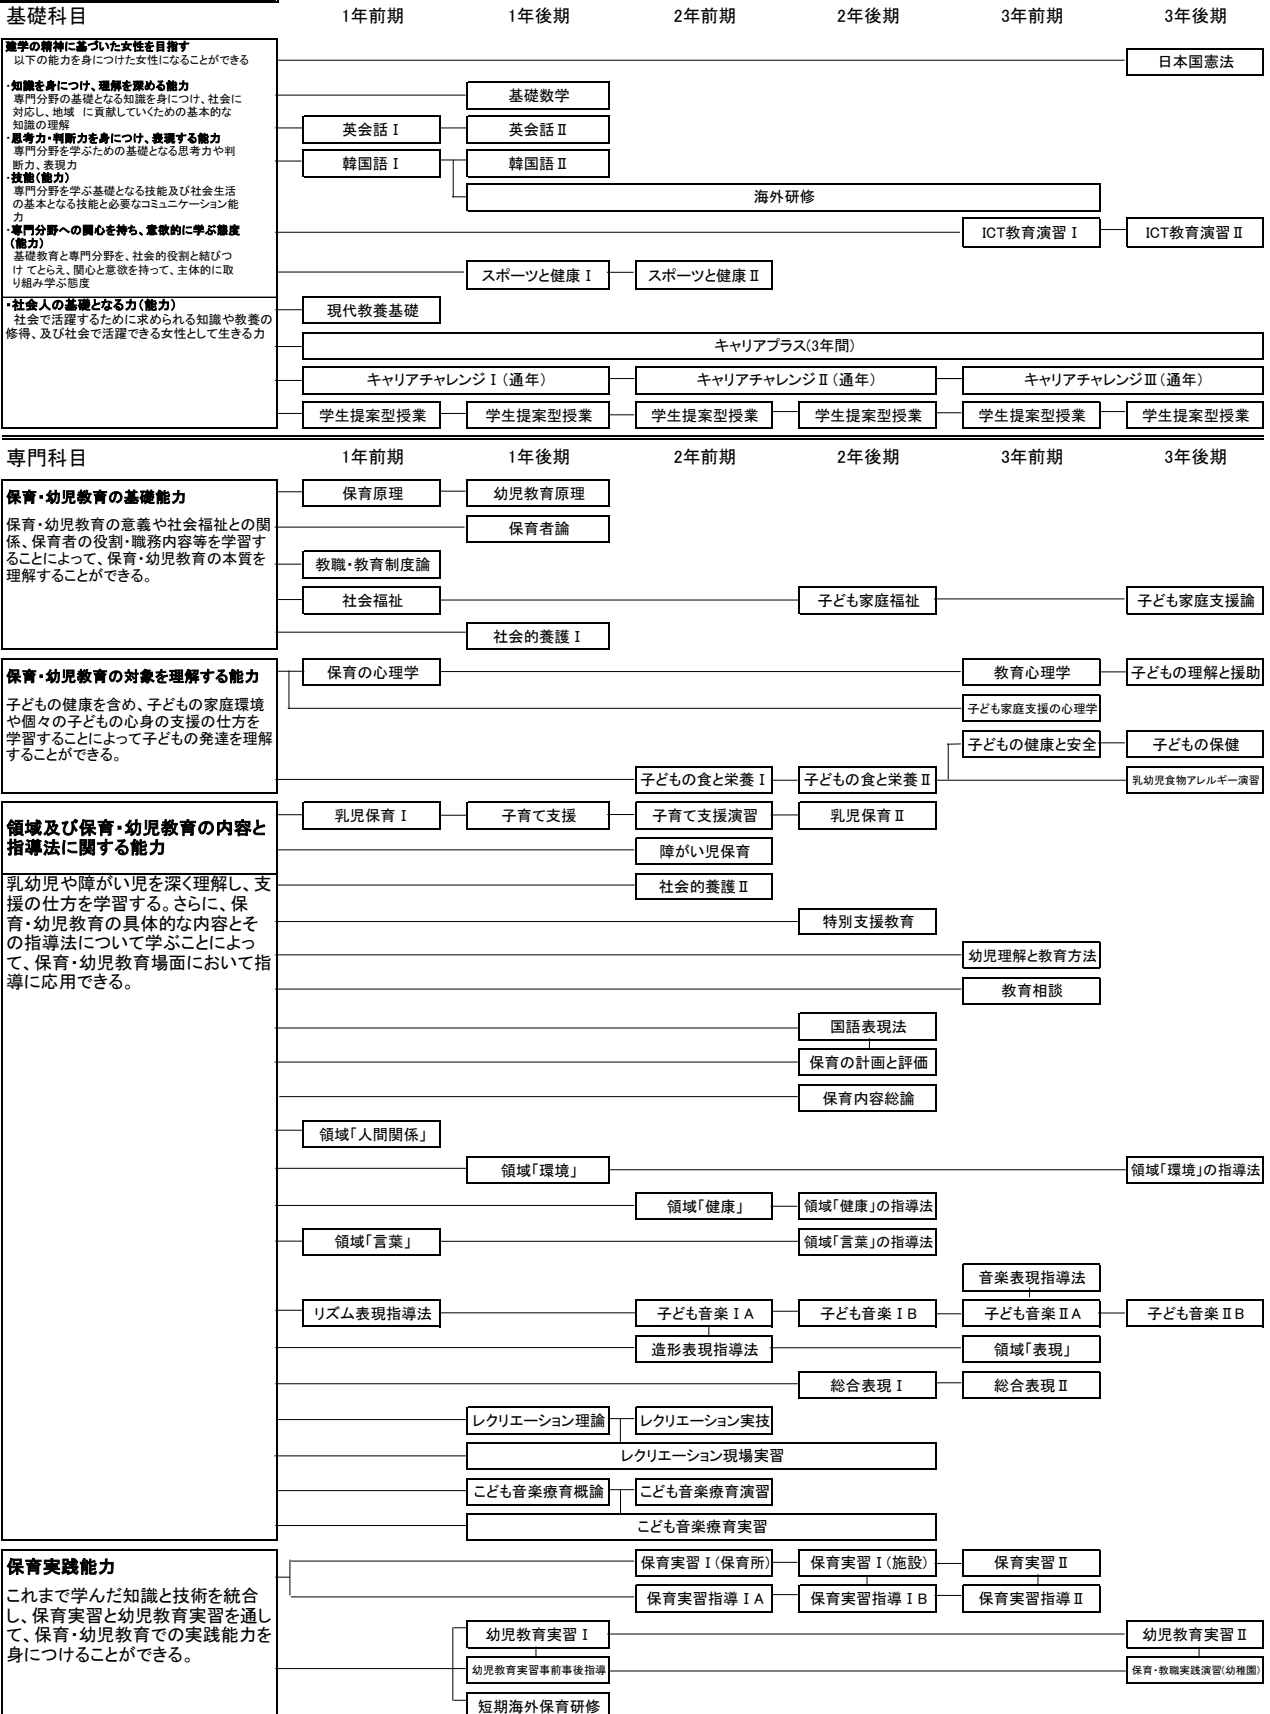 基礎科目 1年前期 1年後期 2年前期 2年後期 3年前期 3年後期
建学の精神に基づいた女性を目指す
以下の能力を身につけた女性になることができる
日本国憲法
・知識を身につけ、理解を深める能力
専門分野の基礎となる知識を身につけ、社会に
対応し、地域 に貢献していくための基本的な
知識の理解
基礎数学
・思考力・判断力を身につけ、表現する能力
専門分野を学ぶための基礎となる思考力や判
断力、表現力
英会話Ⅰ 英会話Ⅱ
韓国語Ⅰ 韓国語Ⅱ
・技能(能力)
専門分野を学ぶ基礎となる技能及び社会生活
の基本となる技能と必要なコミュニケーション能
力
海外研修
・専門分野への関心を持ち、意欲的に学ぶ態度
(能力)
基礎教育と専門分野を、社会的役割と結びつ
け てとらえ、関心と意欲を持って、主体的に取
り組み学ぶ態度
ICT教育演習Ⅰ ICT教育演習Ⅱ
スポーツと健康Ⅰ スポーツと健康Ⅱ
・社会人の基礎となる力(能力)
社会で活躍するために求められる知識や教養の
修得、及び社会で活躍できる女性として生きる力
現代教養基礎
キャリアプラス(3年間)
キャリアチャレンジⅠ(通年) キャリアチャレンジⅡ(通年) キャリアチャレンジⅢ(通年)
学生提案型授業 学生提案型授業 学生提案型授業 学生提案型授業 学生提案型授業 学生提案型授業
専門科目 1年前期 1年後期 2年前期 2年後期 3年前期 3年後期
保育・幼児教育の基礎能力
保育・幼児教育の意義や社会福祉との関
係、保育者の役割・職務内容等を学習す
ることによって、保育・幼児教育の本質を
理解することができる。
保育原理 幼児教育原理
保育者論
教職・教育制度論
社会福祉 子ども家庭福祉 子ども家庭支援論
社会的養護Ⅰ
保育・幼児教育の対象を理解する能力
子どもの健康を含め、子どもの家庭環境
や個々の子どもの心身の支援の仕方を
学習することによって子どもの発達を理解
することができる。
保育の心理学 教育心理学 子どもの理解と援助
子ども家庭支援の心理学
子どもの健康と安全 子どもの保健
子どもの食と栄養Ⅰ 子どもの食と栄養Ⅱ 乳幼児食物アレルギー演習
領域及び保育・幼児教育の内容と
指導法に関する能力
乳幼児や障がい児を深く理解し、支
援の仕方を学習する。さらに、保
育・幼児教育の具体的な内容とそ
の指導法について学ぶことによっ
て、保育・幼児教育場面において指
導に応用できる。
乳児保育Ⅰ 子育て支援 子育て支援演習 乳児保育Ⅱ
障がい児保育
社会的養護Ⅱ
特別支援教育
幼児理解と教育方法
教育相談
国語表現法
保育の計画と評価
保育内容総論
領域「人間関係」
領域「環境」 領域「環境」の指導法
領域「健康」 領域「健康」の指導法
領域「言葉」 領域「言葉」の指導法
音楽表現指導法
リズム表現指導法 子ども音楽ⅠA 子ども音楽ⅠB 子ども音楽ⅡA 子ども音楽ⅡB
造形表現指導法 領域「表現」
総合表現Ⅰ 総合表現Ⅱ
レクリエーション理論 レクリエーション実技
レクリエーション現場実習
こども音楽療育概論 こども音楽療育演習
こども音楽療育実習
保育実践能力
これまで学んだ知識と技術を統合
し、保育実習と幼児教育実習を通し
て、保育・幼児教育での実践能力を
身につけることができる。
保育実習Ⅰ(保育所) 保育実習Ⅰ(施設) 保育実習Ⅱ
保育実習指導ⅠA 保育実習指導ⅠB 保育実習指導Ⅱ
幼児教育実習Ⅰ 幼児教育実習Ⅱ
幼児教育実習事前事後指導 保育・教職実践演習(幼稚園)
短期海外保育研修